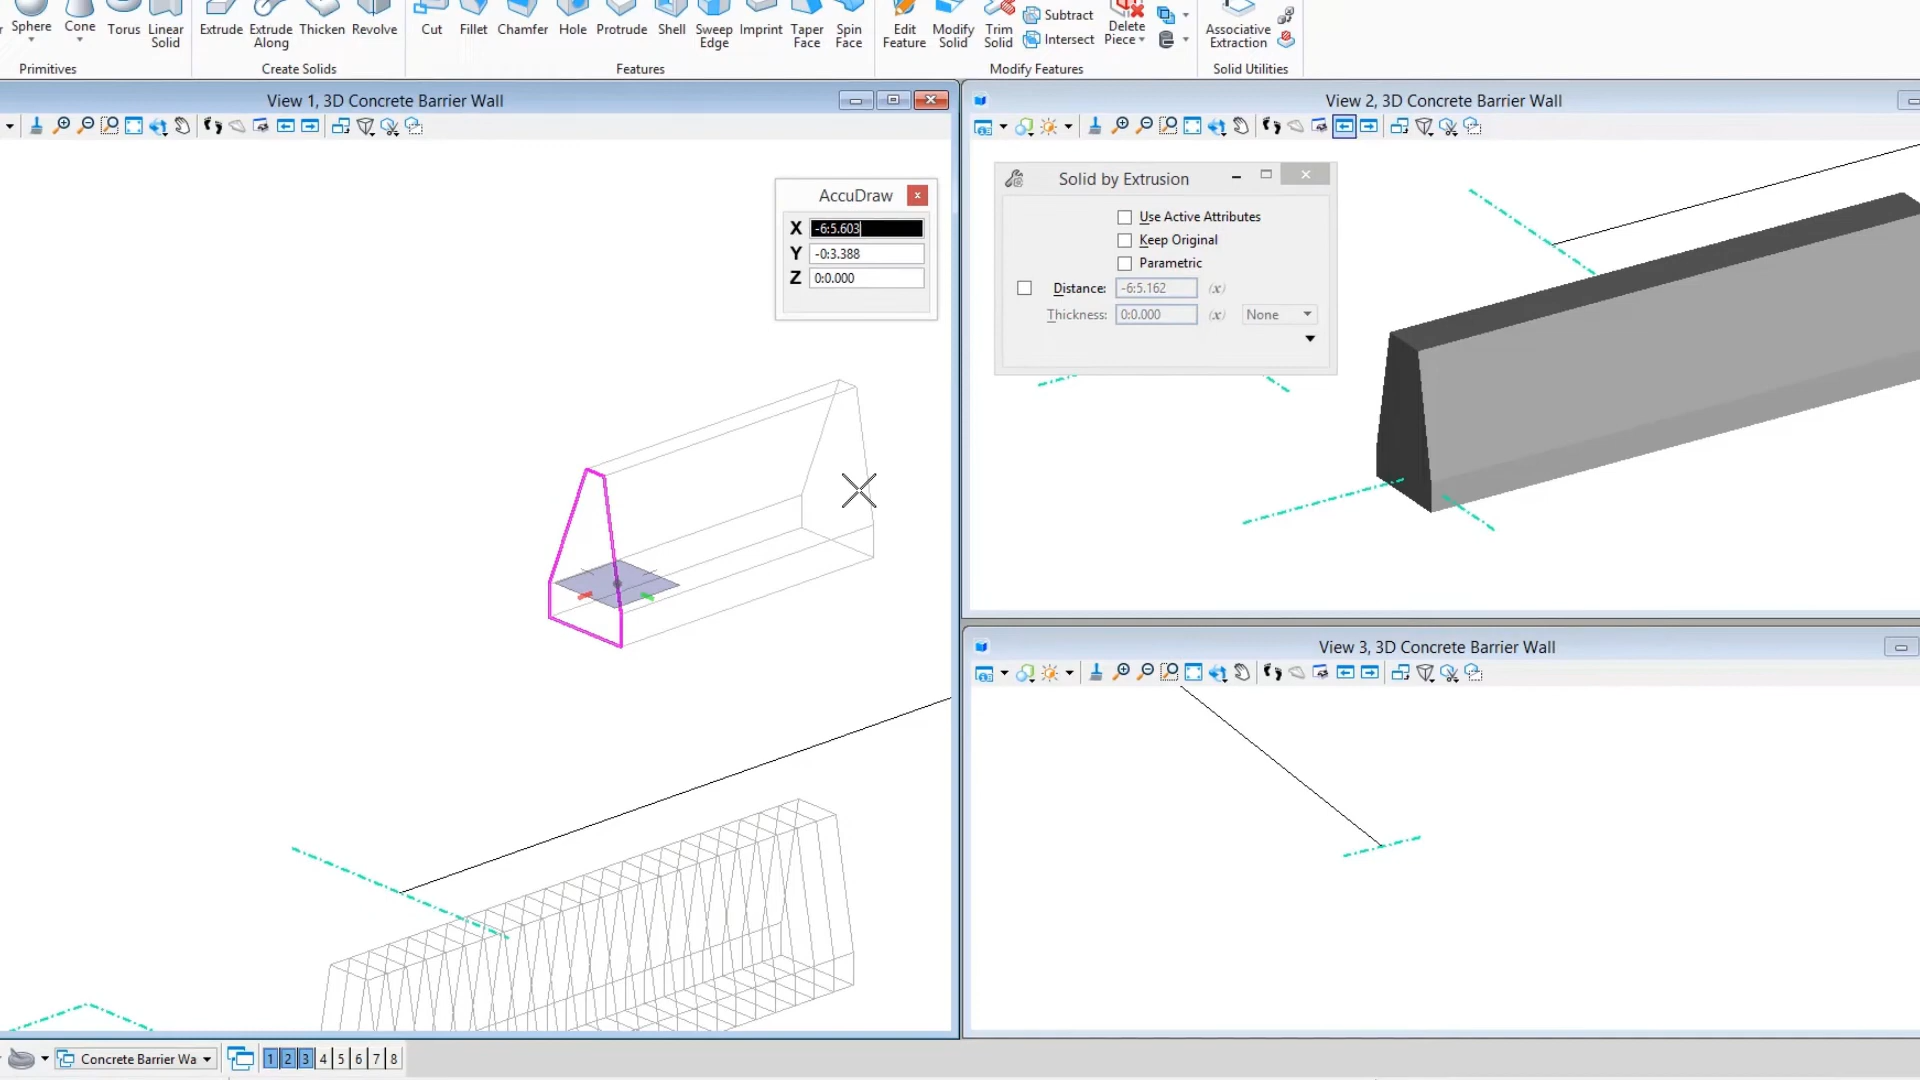 Sphere Cone Torus Linear Solid Extrude Extrude Along Thicken Revolve Cut Fillet Chamfer Hole Protrude Shell Sweep Edge Imprint Taper Face Spin Face Edit Feature Modify Solid Trim Solid Subtract Intersect Delete Piece Associative Extraction
Primitives Create Solids Features Modify Features Solid Utilities
View 1, 3D Concrete Barrier Wall
AccuDraw
X -6:5.603
Y -0:3.388
Z 0:0.000
View 2, 3D Concrete Barrier Wall
Solid by Extrusion
Use Active Attributes
Keep Original
Parametric
Distance: -6:5.162 (x)
Thickness: 0:0.000 (x) None
View 3, 3D Concrete Barrier Wall
Concrete Barrier Wa 1 2 3 4 5 6 7 8